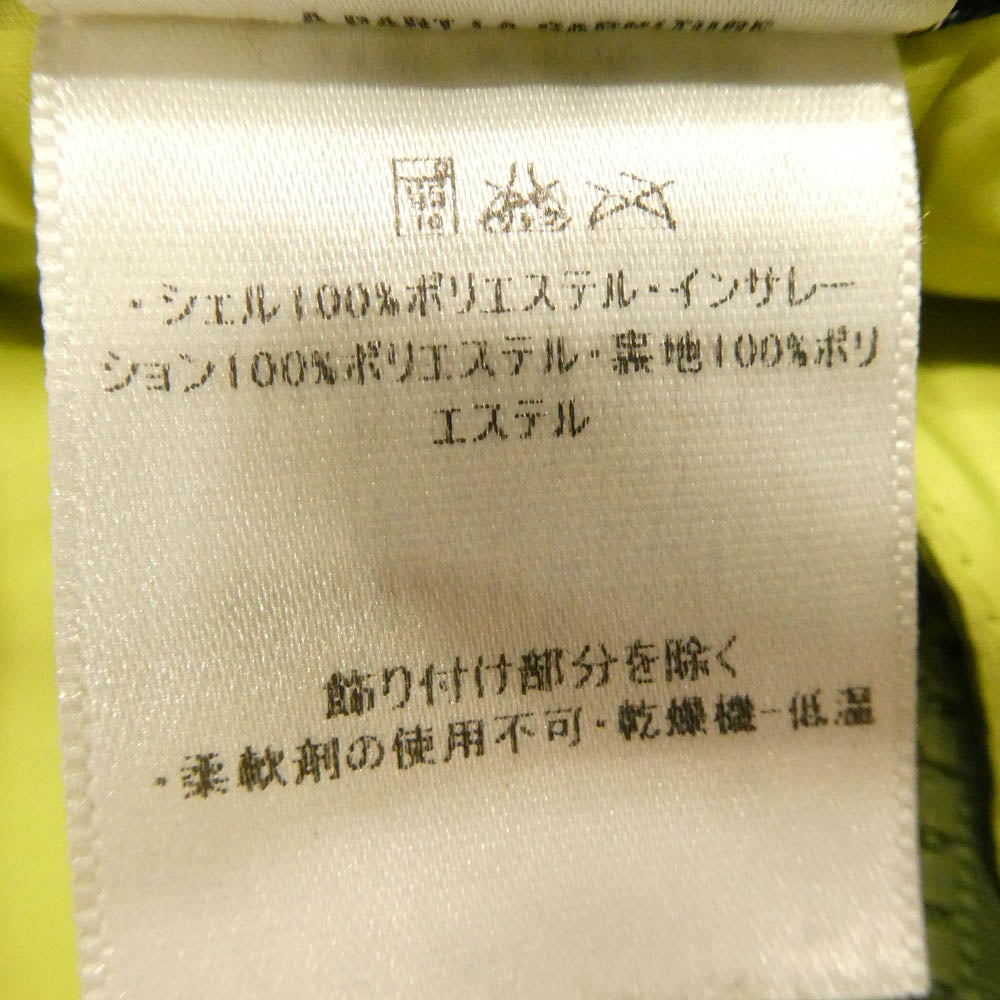 A PART LA GARNITURE
・シェル100%ポリエステル・インサレー
ション100%ポリエステル・裏地100%ポリ
エステル
飾り付け部分を除く
・柔軟剤の使用不可・乾燥機-低温